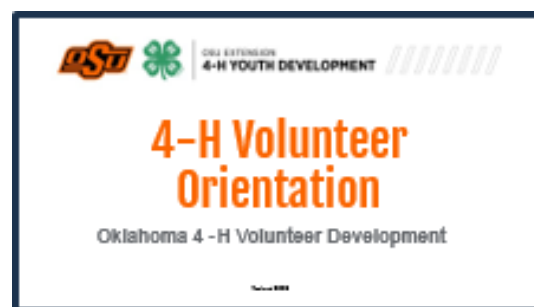 OSU
OSU EXTENSION
4-H YOUTH DEVELOPMENT
4-H Volunteer
Orientation
Oklahoma 4 -H Volunteer Development